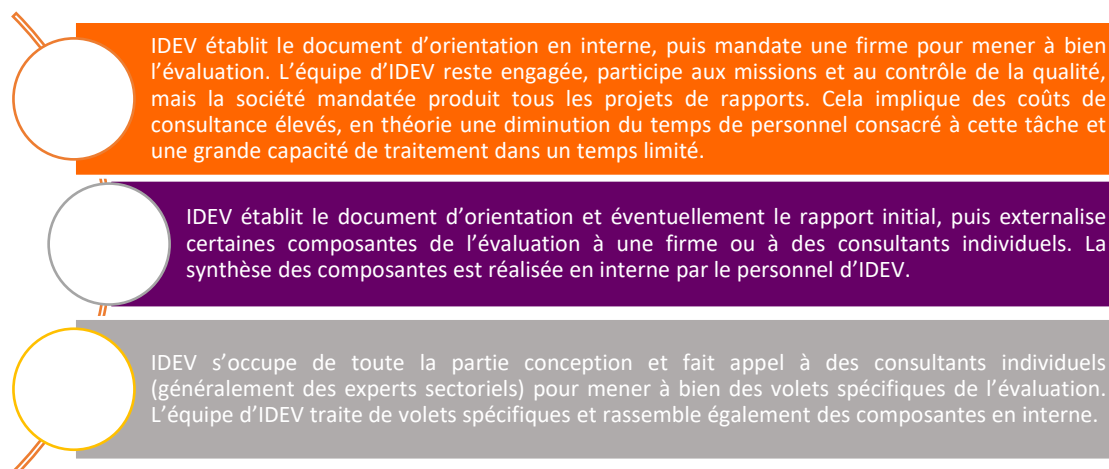 IDEV établit le document d’orientation en interne, puis mandate une firme pour mener à bien
l’évaluation. L’équipe d’IDEV reste engagée, participe aux missions et au contrôle de la qualité,
mais la société mandatée produit tous les projets de rapports. Cela implique des coûts de
consultance élevés, en théorie une diminution du temps de personnel consacré à cette tâche et
une grande capacité de traitement dans un temps limité.
IDEV établit le document d’orientation et éventuellement le rapport initial, puis externalise
certaines composantes de l’évaluation à une firme ou à des consultants individuels. La
synthèse des composantes est réalisée en interne par le personnel d’IDEV.
IDEV s’occupe de toute la partie conception et fait appel à des consultants individuels
(généralement des experts sectoriels) pour mener à bien des volets spécifiques de l’évaluation.
L’équipe d’IDEV traite de volets spécifiques et rassemble également des composantes en interne.